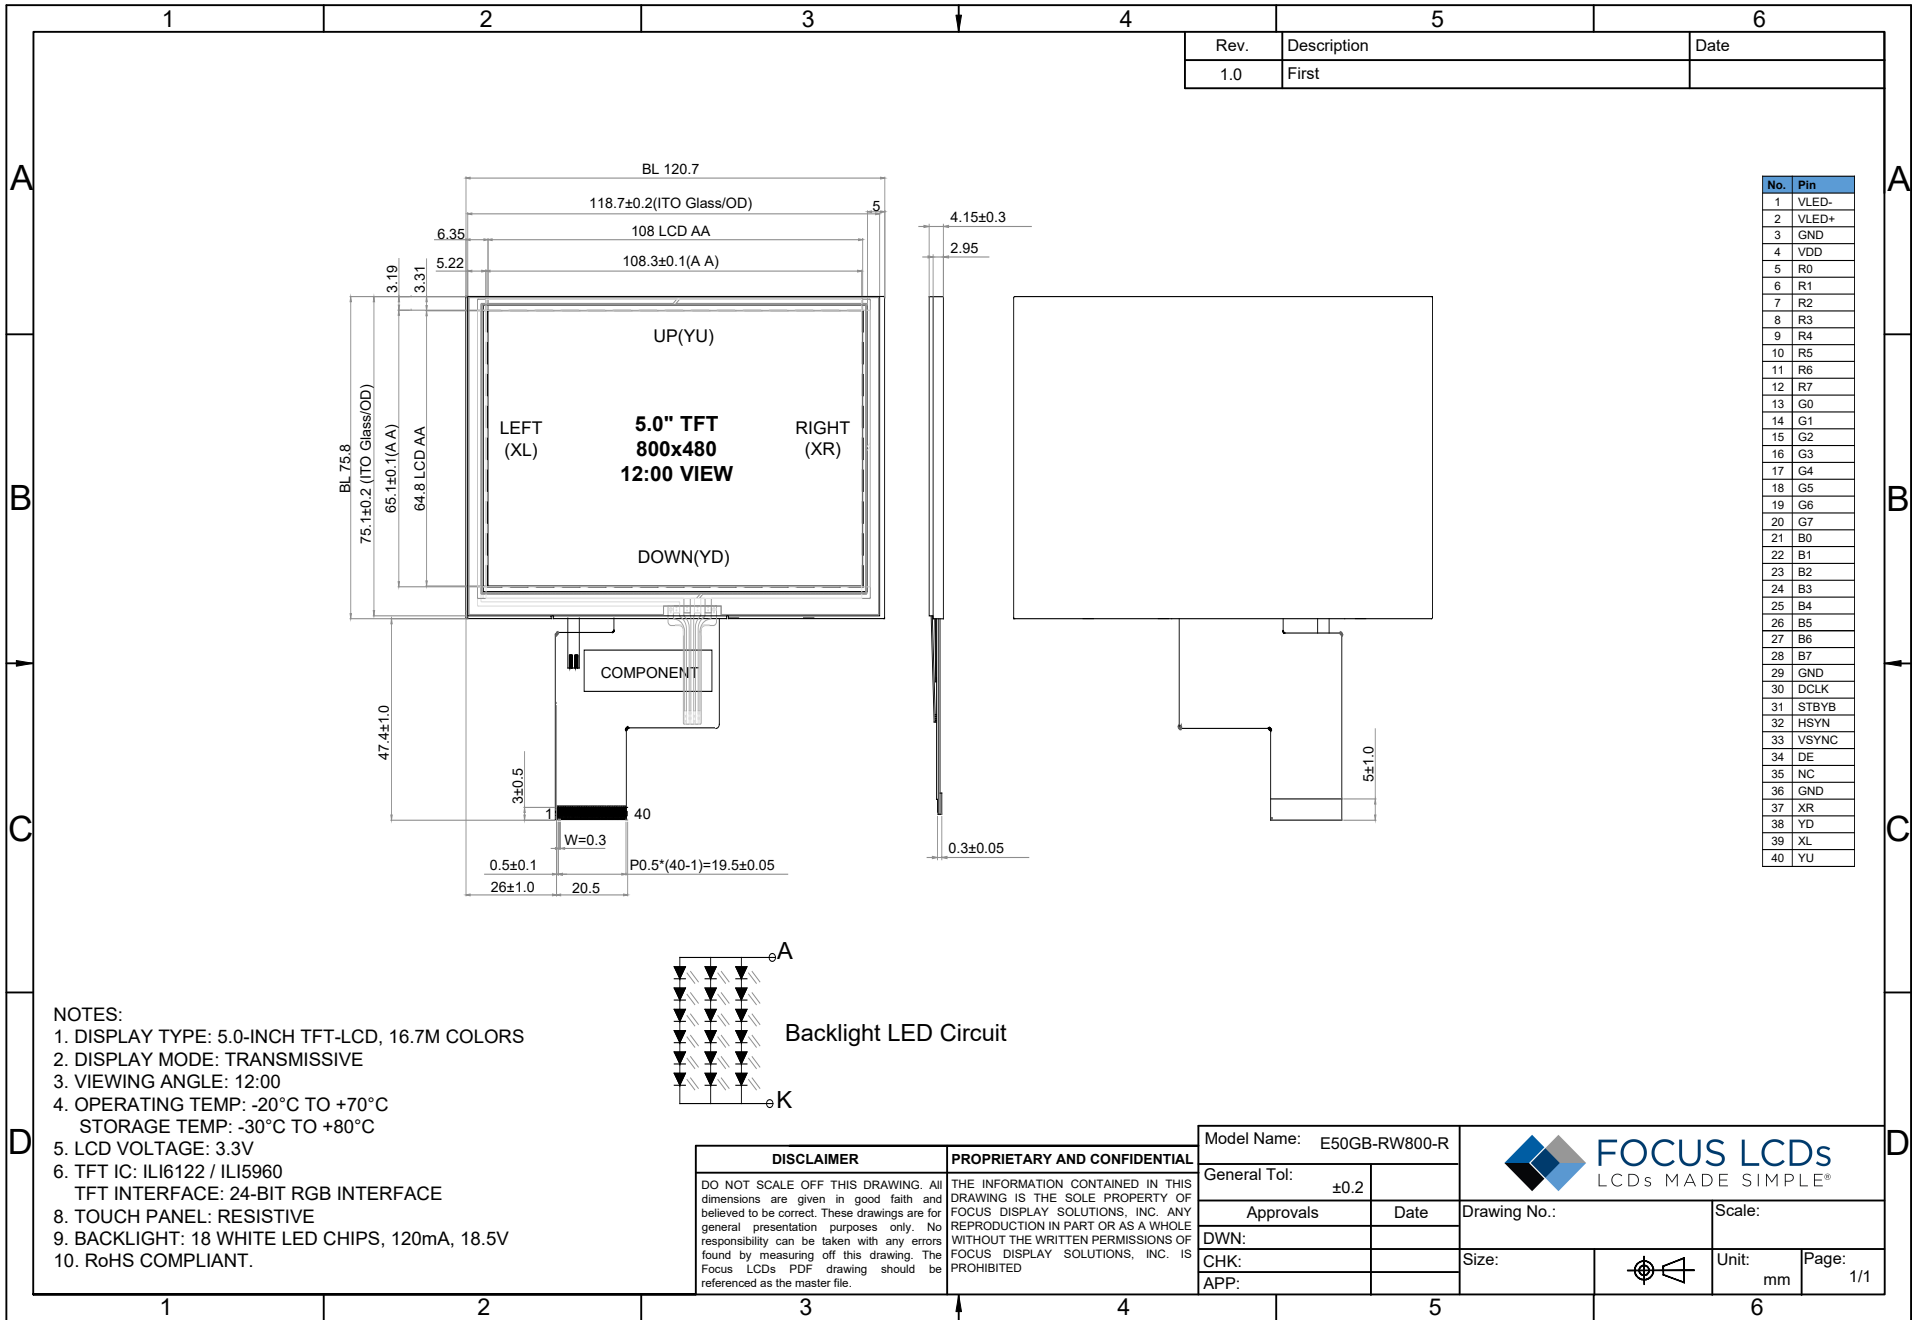 1 2 3 4 5 6
Rev. Description Date
1.0 First
A
A
BL 120.7
118.7±0.2(ITO Glass/OD)
5
6.35
108 LCD AA
5.22
108.3±0.1(A A)
3.19
3.31
4.15±0.3
2.95
BL 75.8
75.1±0.2 (ITO Glass/OD)
65.1±0.1(A A)
64.8 LCD AA
UP(YU)
LEFT
(XL)
5.0" TFT
800x480
12:00 VIEW
RIGHT
(XR)
DOWN(YD)
B
B
COMPONENT
47.4±1.0
3±0.5
1
40
W=0.3
0.5±0.1
P0.5*(40-1)=19.5±0.05
26±1.0
20.5
0.3±0.05
5±1.0
C
C
No. Pin
1 VLED-
2 VLED+
3 GND
4 VDD
5 R0
6 R1
7 R2
8 R3
9 R4
10 R5
11 R6
12 R7
13 G0
14 G1
15 G2
16 G3
17 G4
18 G5
19 G6
20 G7
21 B0
22 B1
23 B2
24 B3
25 B4
26 B5
27 B6
28 B7
29 GND
30 DCLK
31 STBYB
32 HSYN
33 VSYNC
34 DE
35 NC
36 GND
37 XR
38 YD
39 XL
40 YU
A
Backlight LED Circuit
K
NOTES:
1. DISPLAY TYPE: 5.0-INCH TFT-LCD, 16.7M COLORS
2. DISPLAY MODE: TRANSMISSIVE
3. VIEWING ANGLE: 12:00
4. OPERATING TEMP: -20°C TO +70°C
STORAGE TEMP: -30°C TO +80°C
5. LCD VOLTAGE: 3.3V
6. TFT IC: ILI6122 / ILI5960
TFT INTERFACE: 24-BIT RGB INTERFACE
8. TOUCH PANEL: RESISTIVE
9. BACKLIGHT: 18 WHITE LED CHIPS, 120mA, 18.5V
10. RoHS COMPLIANT.
D
D
DISCLAIMER
DO NOT SCALE OFF THIS DRAWING. All
dimensions are given in good faith and
believed to be correct. These drawings are for
general presentation purposes only. No
responsibility can be taken with any errors
found by measuring off this drawing. The
Focus LCDs PDF drawing should be
referenced as the master file.
PROPRIETARY AND CONFIDENTIAL
THE INFORMATION CONTAINED IN THIS
DRAWING IS THE SOLE PROPERTY OF
FOCUS DISPLAY SOLUTIONS, INC. ANY
REPRODUCTION IN PART OR AS A WHOLE
WITHOUT THE WRITTEN PERMISSIONS OF
FOCUS DISPLAY SOLUTIONS, INC. IS
PROHIBITED
Model Name: E50GB-RW800-R
General Tol:
±0.2
Approvals Date
DWN:
CHK:
APP:
FOCUS LCDs
LCDs MADE SIMPLE®
Drawing No.:
Scale:
Size:
Unit:
mm
Page:
1/1
1 2 3 4 5 6